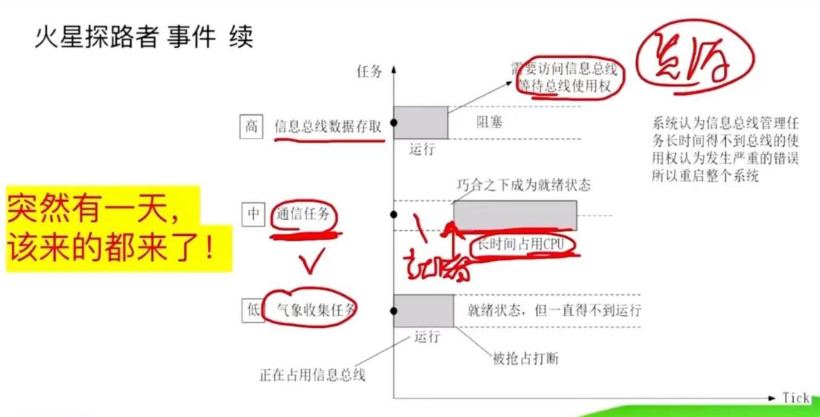 火星探路者 事件 续
任务
需要访问信息总线
等待总线使用权
资源
高
信息总线数据存取
运行
阻塞
系统认为信息总线管理任
务长时间得不到总线的使
用权认为发生严重的错误
所以重启整个系统
突然有一天，
该来的都来了！
巧合之下成为就绪状态
中
通信任务
长时间占用CPU
低
气象收集任务
运行
就绪状态，但一直得不到运行
被抢占打断
正在占用信息总线
Tick